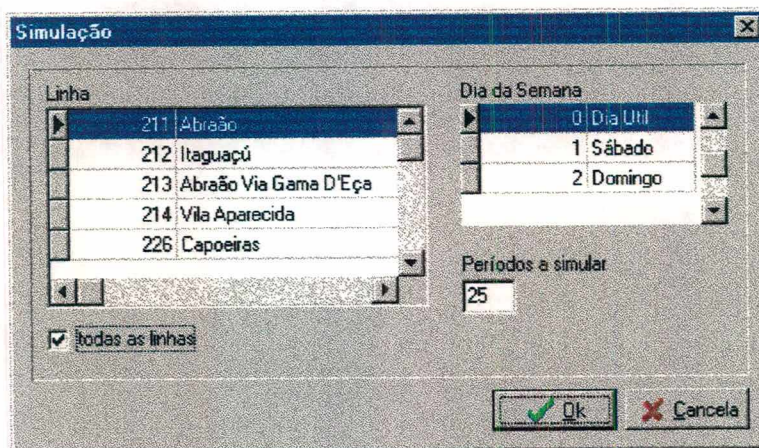 Simulação
Linha
211 Abraão
212 Itaguaçú
213 Abraão Via Gama D'Eça
214 Vila Aparecida
226 Capoeiras
todas as linhas
Dia da Semana
0 Dia Util
1 Sábado
2 Domingo
Períodos a simular
25
Ok
Cancela